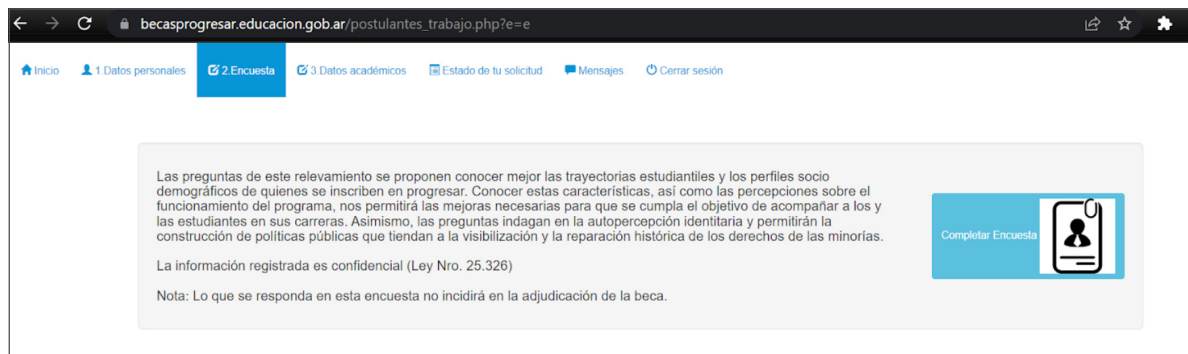 becasprogresar.educacion.gob.ar/postulantes_trabajo.php?e=e
Inicio 1.Datos personales 2.Encuesta 3.Datos académicos Estado de tu solicitud Mensajes Cerrar sesión
Las preguntas de este relevamiento se proponen conocer mejor las trayectorias estudiantiles y los perfiles socio
demográficos de quienes se inscriben en progresar. Conocer estas características, así como las percepciones sobre el
funcionamiento del programa, nos permitirá las mejoras necesarias para que se cumpla el objetivo de acompañar a los y
las estudiantes en sus carreras. Asimismo, las preguntas indagan en la autopercepción identitaria y permitirán la
construcción de políticas públicas que tiendan a la visibilización y la reparación histórica de los derechos de las minorías.
La información registrada es confidencial (Ley Nro. 25.326)
Nota: Lo que se responda en esta encuesta no incidirá en la adjudicación de la beca.
Completar Encuesta